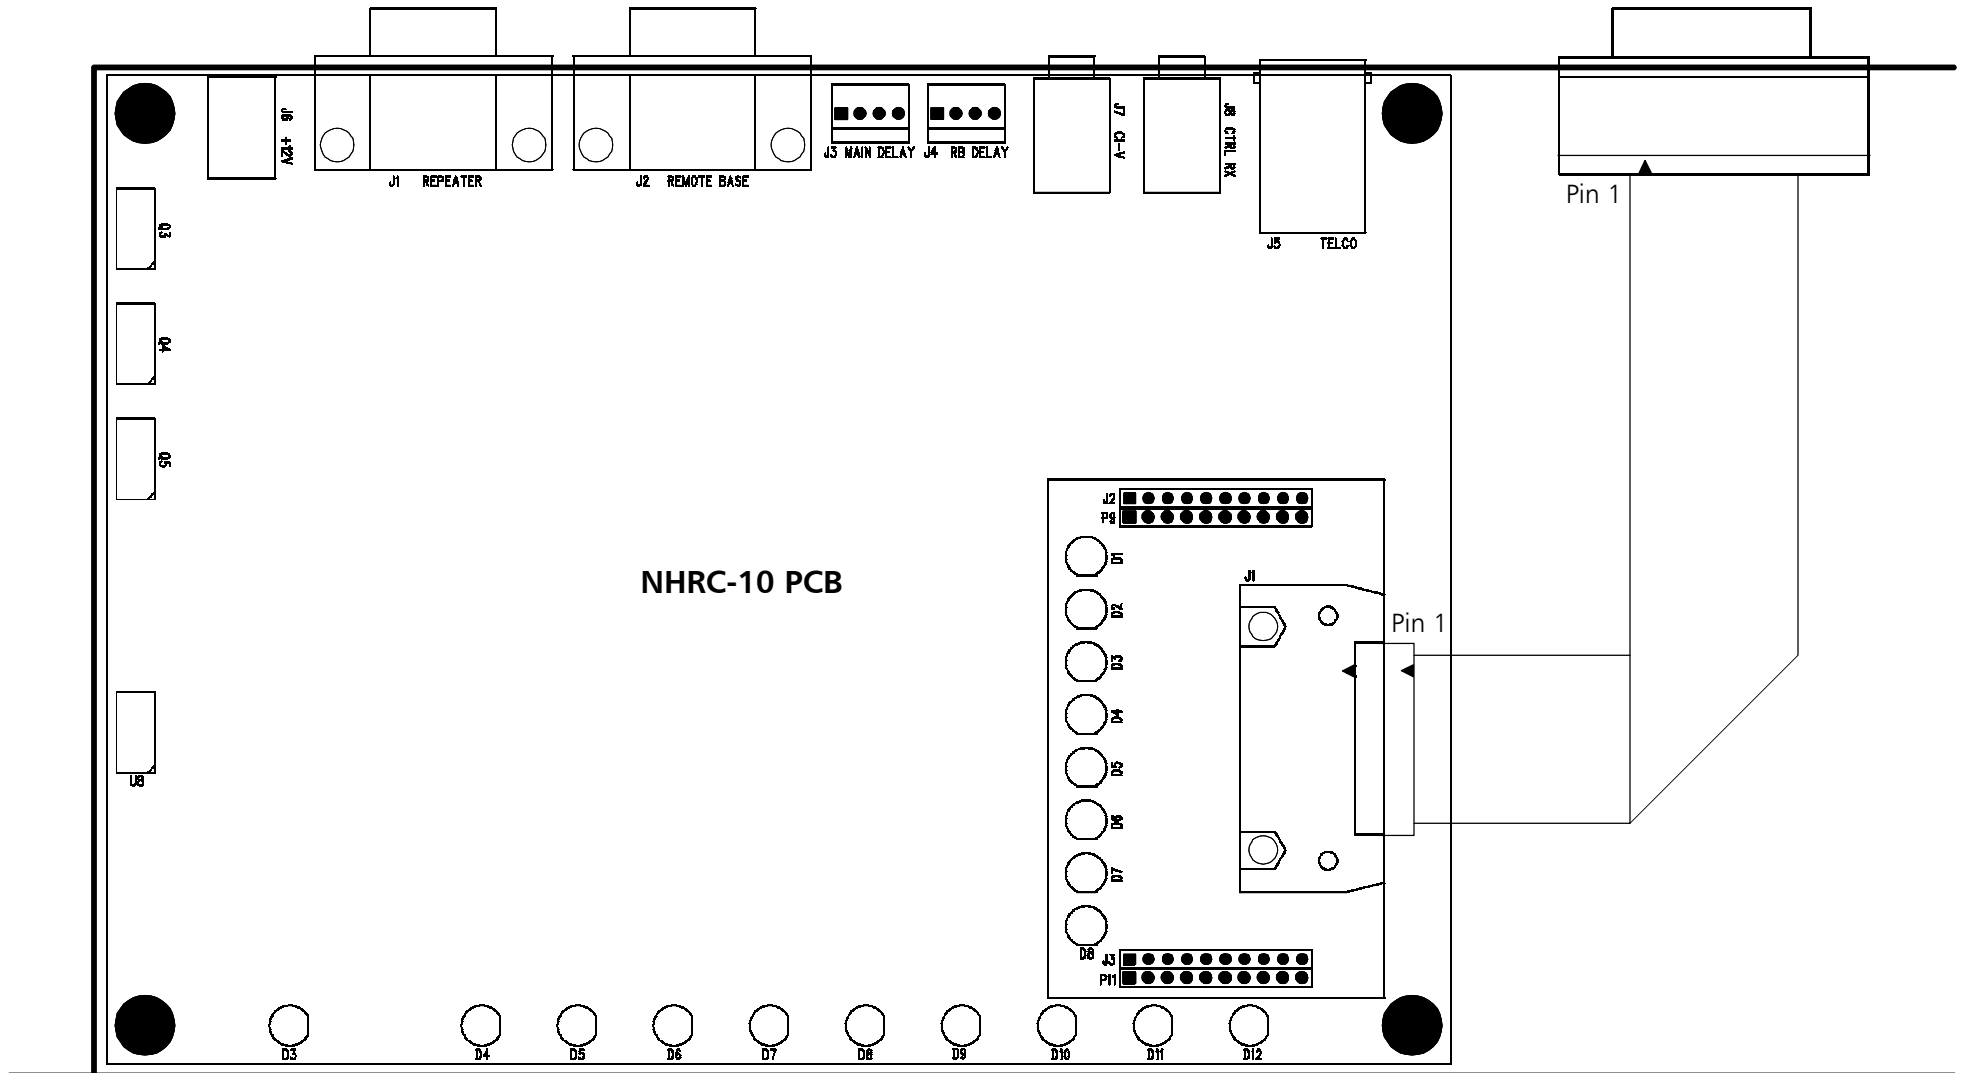 J6 +12V
J1 REPEATER
J2 REMOTE BASE
J3 MAIN DELAY
J4 RB DELAY
J7 CI-V
J8 CTRL RX
J5 TELCO
Pin 1
Q3
Q4
Q5
U8
NHRC-10 PCB
J2
P9
D1
D2
D3
D4
D5
D6
D7
D8
J1
Pin 1
J3
P11
D3
D4
D5
D6
D7
D8
D9
D10
D11
D12